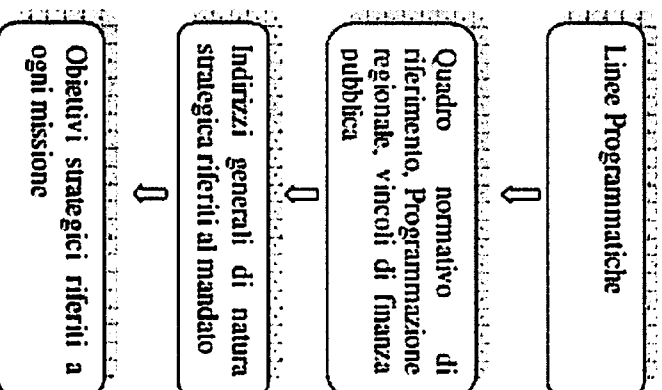 Linee Programmatiche
Quadro normativo di
riferimento, Programmazione
regionale, vincoli di finanza
pubblica
Indirizzi generali di natura
strategica riferiti al mandato
Obiettivi strategici riferiti a
ogni missione